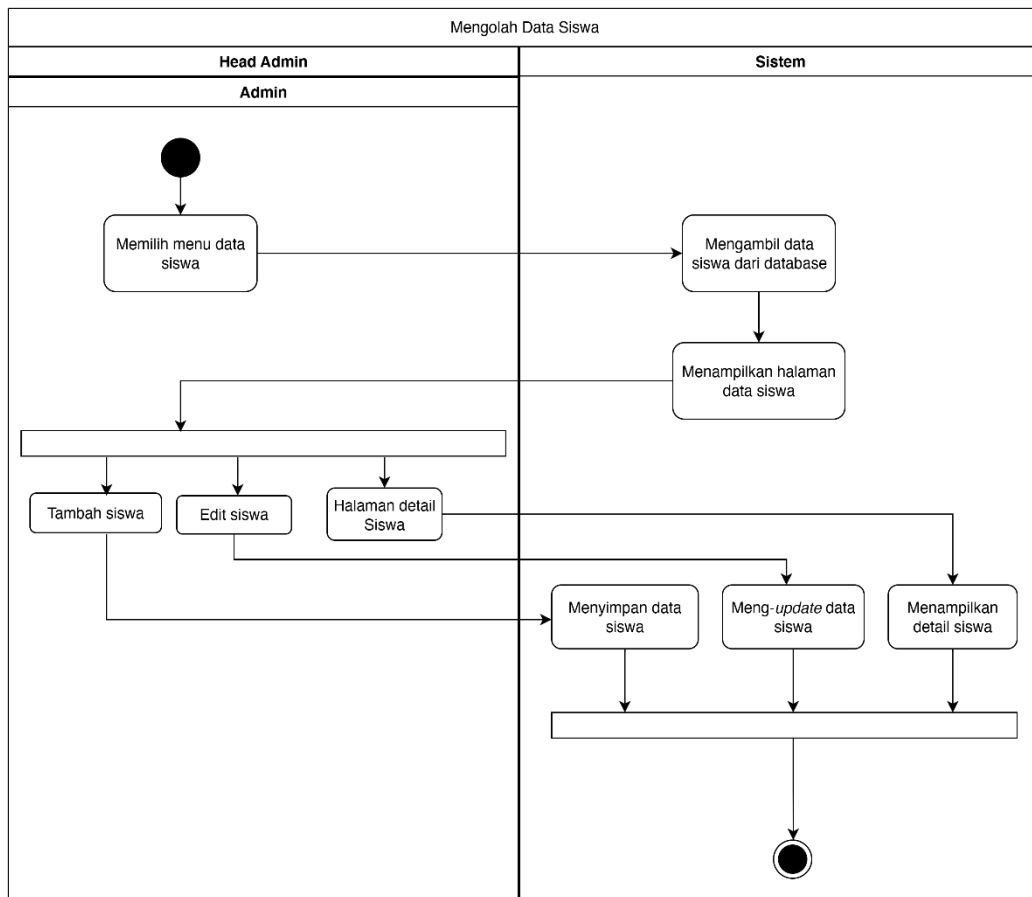 Mengolah Data Siswa
Head Admin
Sistem
Admin
Memilih menu data
siswa
Mengambil data
siswa dari database
Menampilkan halaman
data siswa
Tambah siswa
Edit siswa
Halaman detail
Siswa
Menyimpan data
siswa
Meng-update data
siswa
Menampilkan
detail siswa